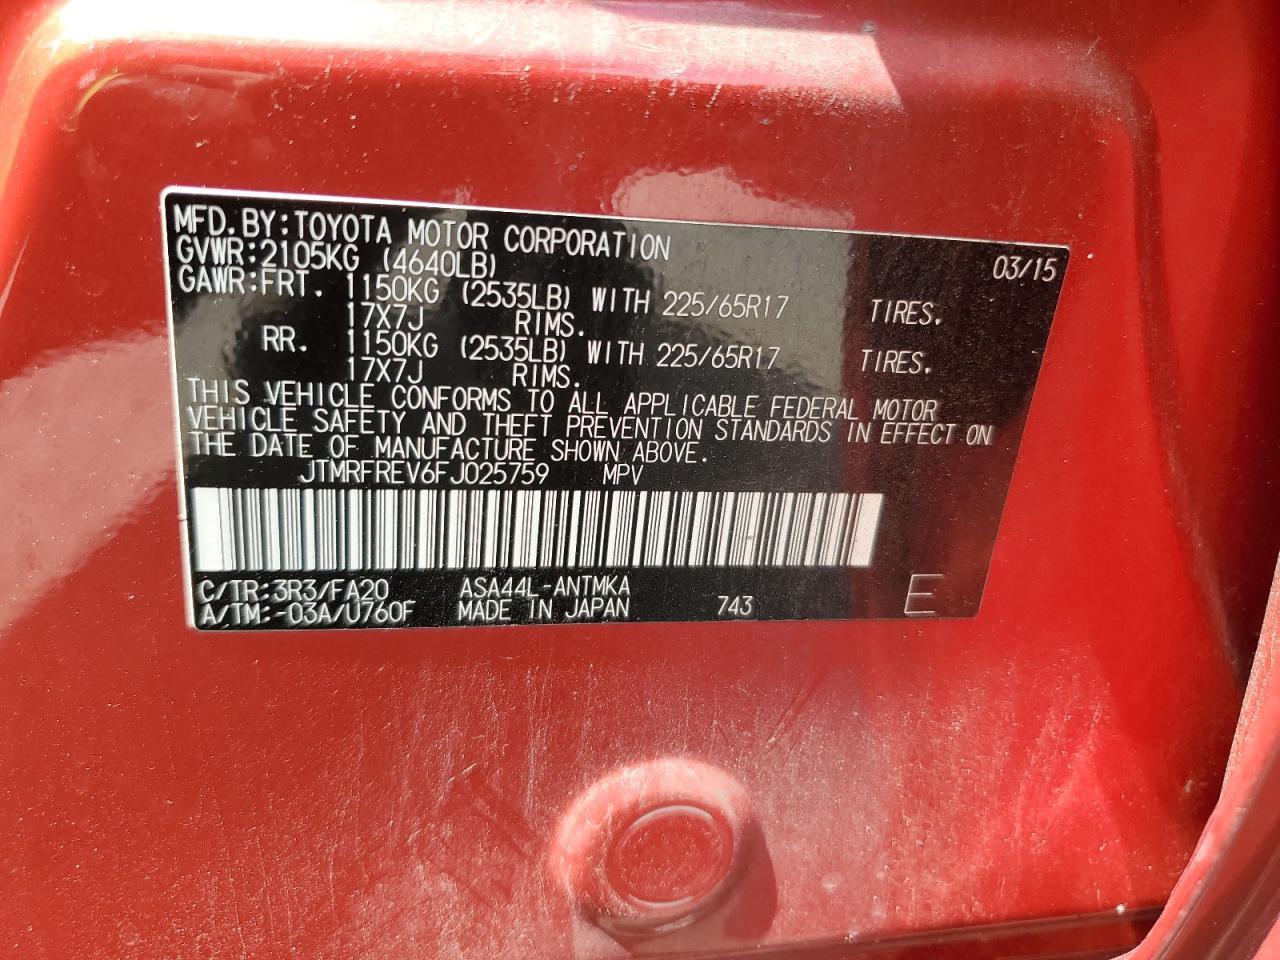 MFD.BY:TOYOTA MOTOR CORPORATION 03/15
GVWR:2105KG (4640LB)
GAWR:FRT. 1150KG (2535LB) WITH 225/65R17 TIRES.
17X7J RIMS.
RR. 1150KG (2535LB) WITH 225/65R17 TIRES.
17X7J RIMS.
THIS VEHICLE CONFORMS TO ALL APPLICABLE FEDERAL MOTOR
VEHICLE SAFETY AND THEFT PREVENTION STANDARDS IN EFFECT ON
THE DATE OF MANUFACTURE SHOWN ABOVE.
JTMRFREV6FJ025759 MPV
C/TR:3R3/FA20 ASA44L-ANTMKA
A/TM:-03A/U760F MADE IN JAPAN 743 E